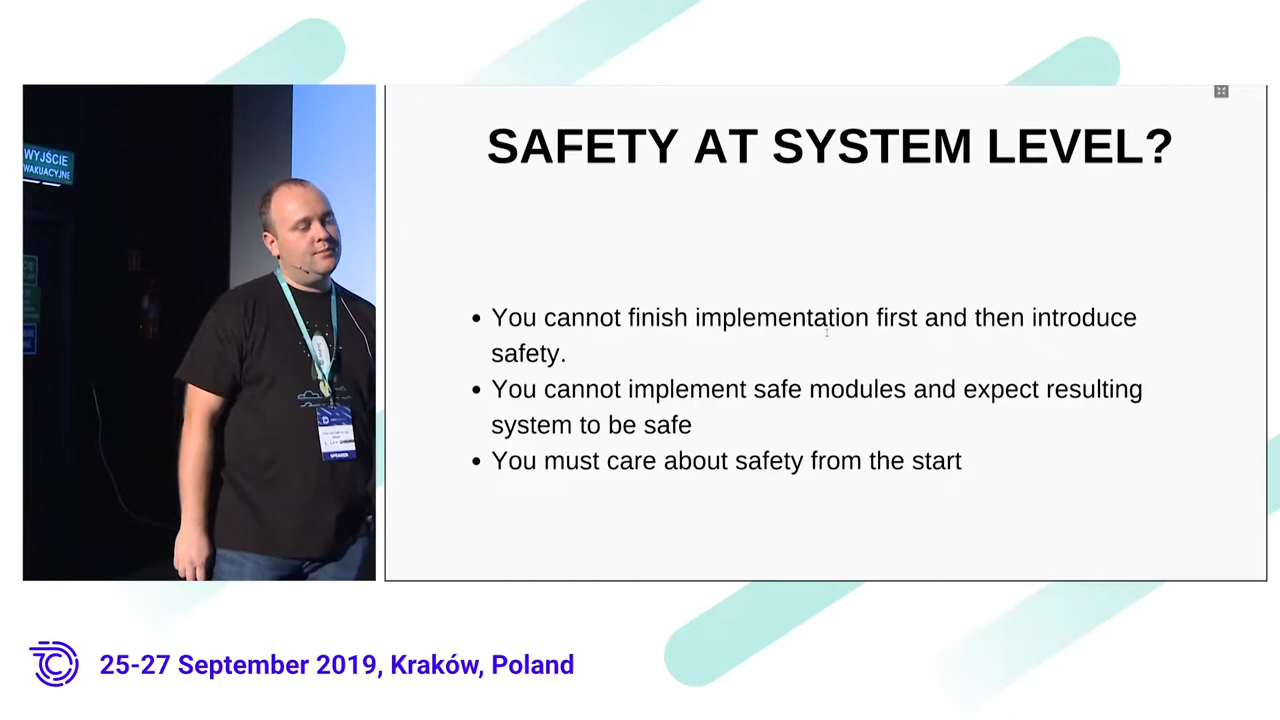 WYJŚCIE
EWAKUACYJNE
SPEAKER
SAFETY AT SYSTEM LEVEL?
• You cannot finish implementation first and then introduce
safety.
• You cannot implement safe modules and expect resulting
system to be safe
• You must care about safety from the start
25-27 September 2019, Kraków, Poland